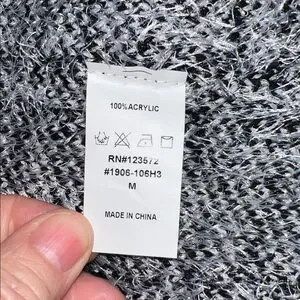 100% ACRYLIC
RN#123572
#1906-106H3
M
MADE IN CHINA